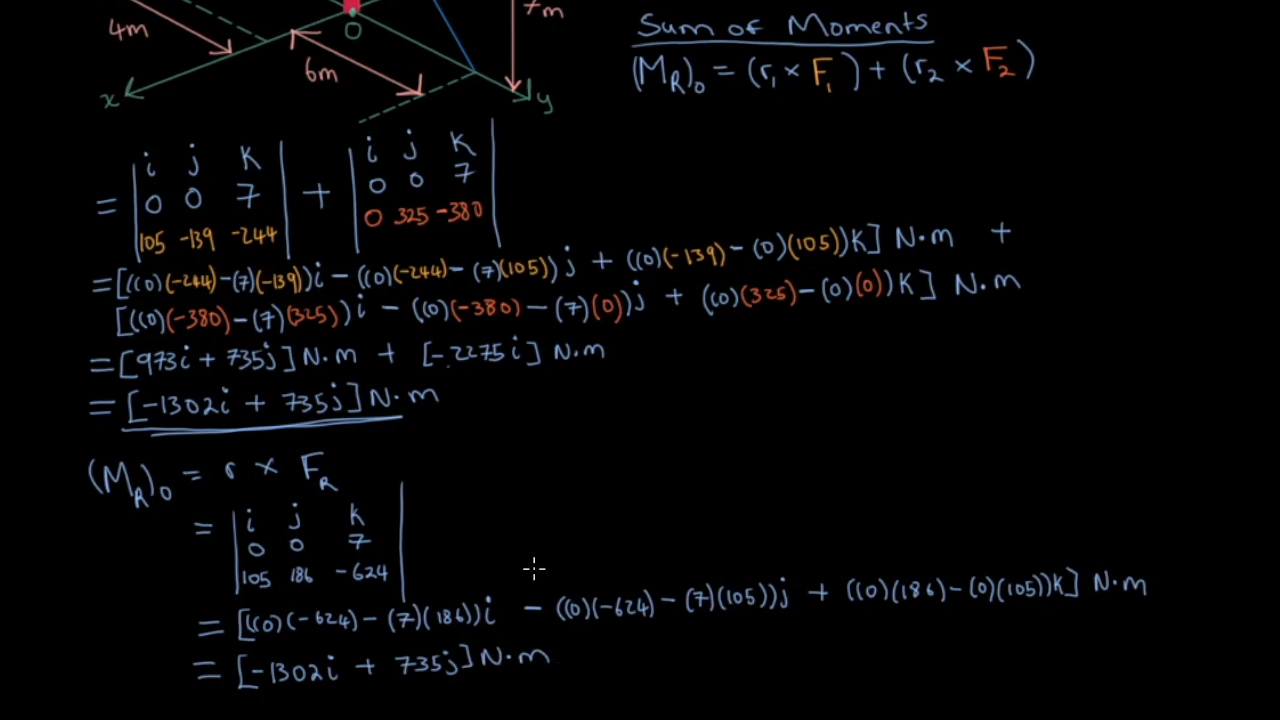 4m
O
7m
x
6m
y
Sum of Moments
(M_R)_O = (r_1 × F_1) + (r_2 × F_2)
= | i j k | + | i j k |
| 0 0 7 | | 0 0 7 |
| 105 -139 -244 | | 0 325 -380 |
= [((0)(-244)-(7)(-139))i - ((0)(-244)-(7)(105))j + ((0)(-139)-(0)(105))k] N·m +
[((0)(-380)-(7)(325))i - ((0)(-380)-(7)(0))j + ((0)(325)-(0)(0))k] N·m
= [973i + 735j] N·m + [-2275i] N·m
= [-1302i + 735j] N·m
(M_R)_O = r × F_R
= | i j k |
| 0 0 7 |
| 105 186 -624 |
= [((0)(-624)-(7)(186))i - ((0)(-624)-(7)(105))j + ((0)(186)-(0)(105))k] N·m
= [-1302i + 735j] N·m